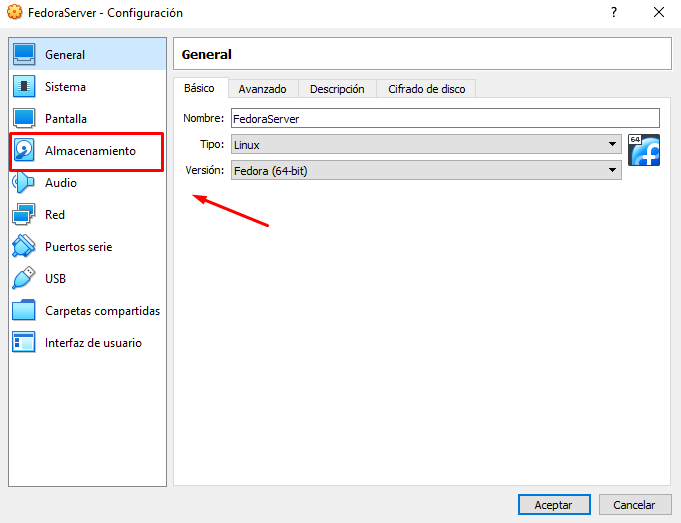 FedoraServer - Configuración
General
Sistema
Pantalla
Almacenamiento
Audio
Red
Puertos serie
USB
Carpetas compartidas
Interfaz de usuario
General
Básico Avanzado Descripción Cifrado de disco
Nombre: FedoraServer
Tipo: Linux
64
Versión: Fedora (64-bit)
Aceptar Cancelar